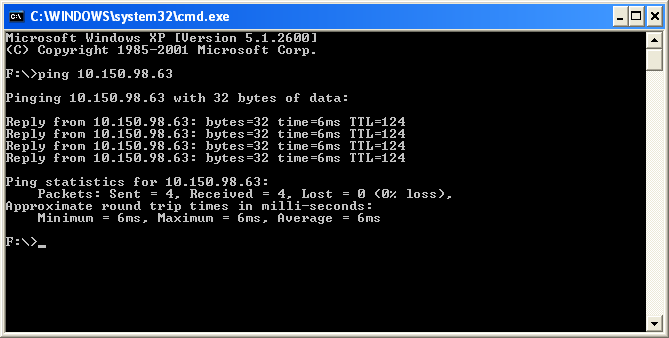 C:\WINDOWS\system32\cmd.exe
Microsoft Windows XP [Version 5.1.2600]
(C) Copyright 1985-2001 Microsoft Corp.
F:\>ping 10.150.98.63
Pinging 10.150.98.63 with 32 bytes of data:
Reply from 10.150.98.63: bytes=32 time=6ms TTL=124
Reply from 10.150.98.63: bytes=32 time=6ms TTL=124
Reply from 10.150.98.63: bytes=32 time=6ms TTL=124
Reply from 10.150.98.63: bytes=32 time=6ms TTL=124
Ping statistics for 10.150.98.63:
    Packets: Sent = 4, Received = 4, Lost = 0 (0% loss),
Approximate round trip times in milli-seconds:
    Minimum = 6ms, Maximum = 6ms, Average = 6ms
F:\>_